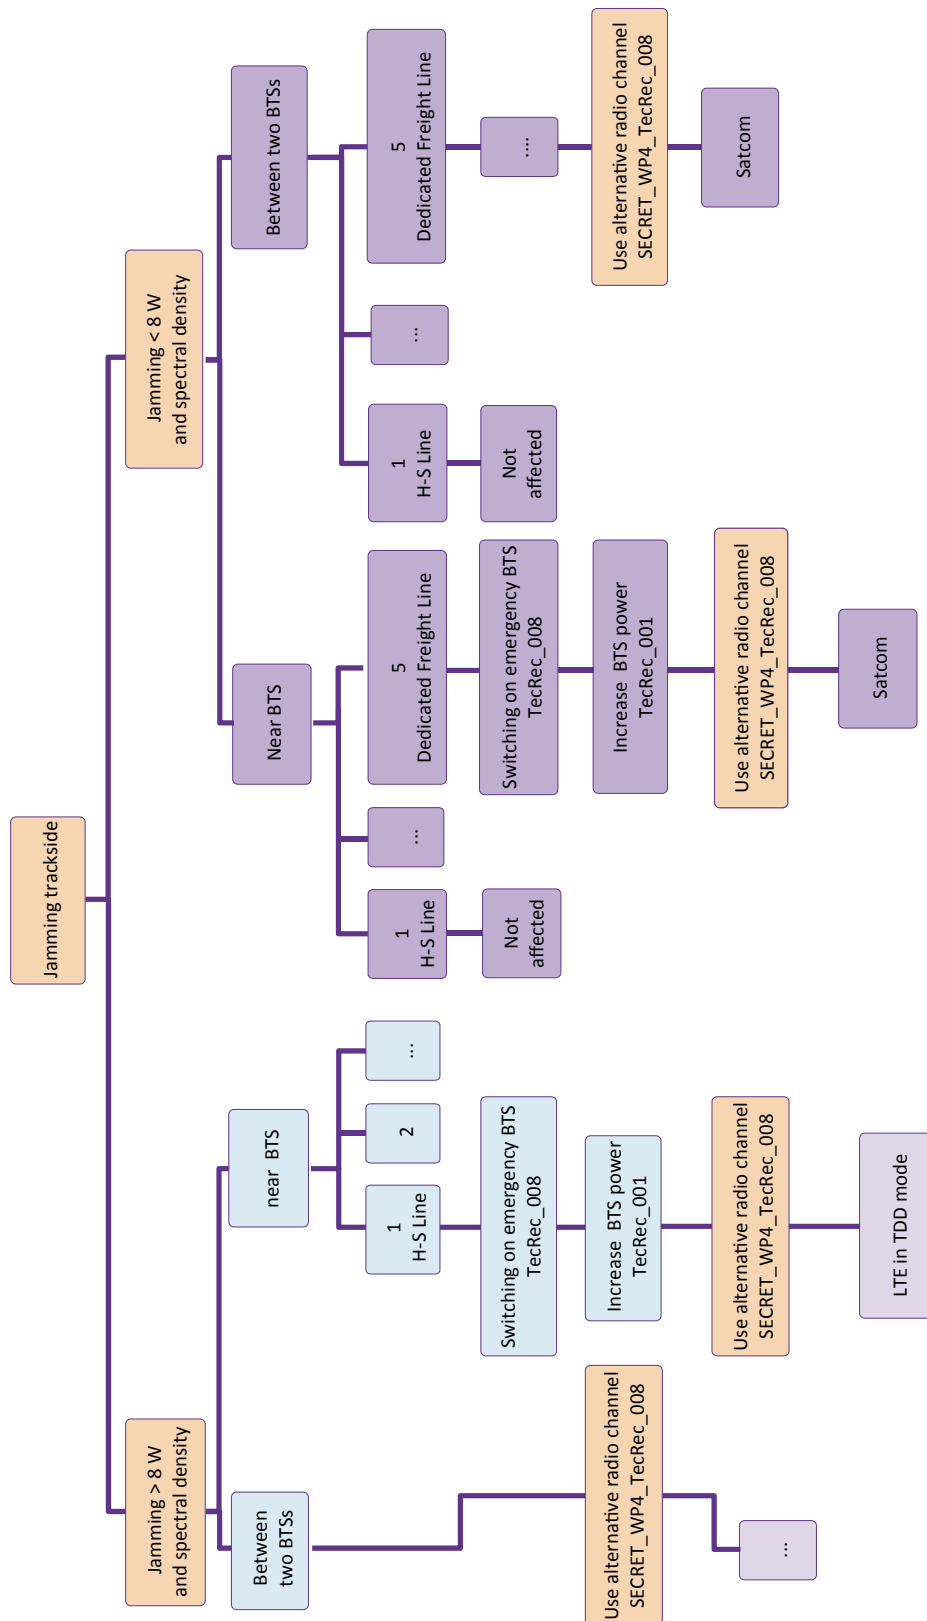 Jamming trackside
Jamming > 8 W
and spectral density
Jamming < 8 W
and spectral density
Between
two BTSs
near  BTS
Near BTS
Between two BTSs
1
H-S Line
2
...
1
H-S Line
...
5
Dedicated Freight Line
1
H-S Line
...
5
Dedicated Freight Line
Switching on emergency BTS
TecRec_008
Not
affected
Switching on emergency BTS
TecRec_008
Not
affected
....
Use alternative radio channel
SECRET_WP4_TecRec_008
Increase  BTS power
TecRec_001
Increase  BTS power
TecRec_001
Use alternative radio channel
SECRET_WP4_TecRec_008
Use alternative radio channel
SECRET_WP4_TecRec_008
Use alternative radio channel
SECRET_WP4_TecRec_008
Satcom
...
LTE in TDD mode
Satcom